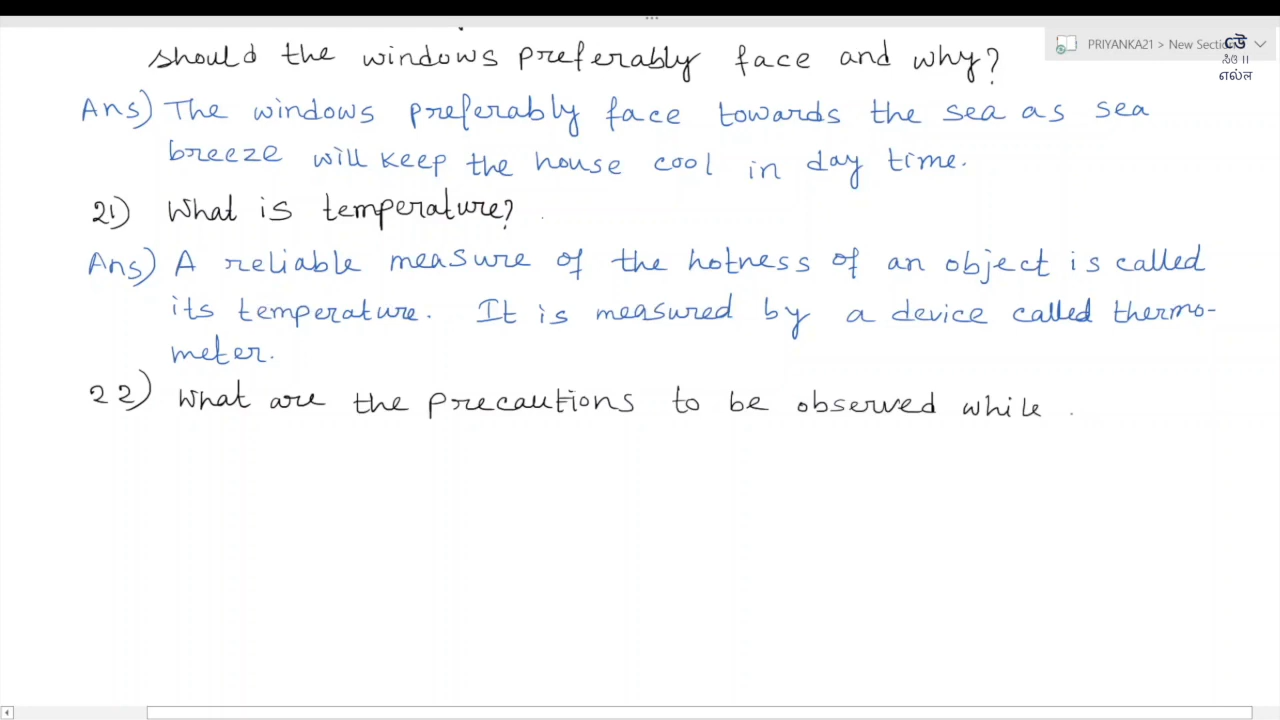 should the windows preferably face and why?
PRIYANKA21 > New Section
Ans) The windows preferably face towards the sea as sea
breeze will keep the house cool in day time.
21) What is temperature?
Ans) A reliable measure of the hotness of an object is called
its temperature. It is measured by a device called thermo-
meter.
22) What are the precautions to be observed while